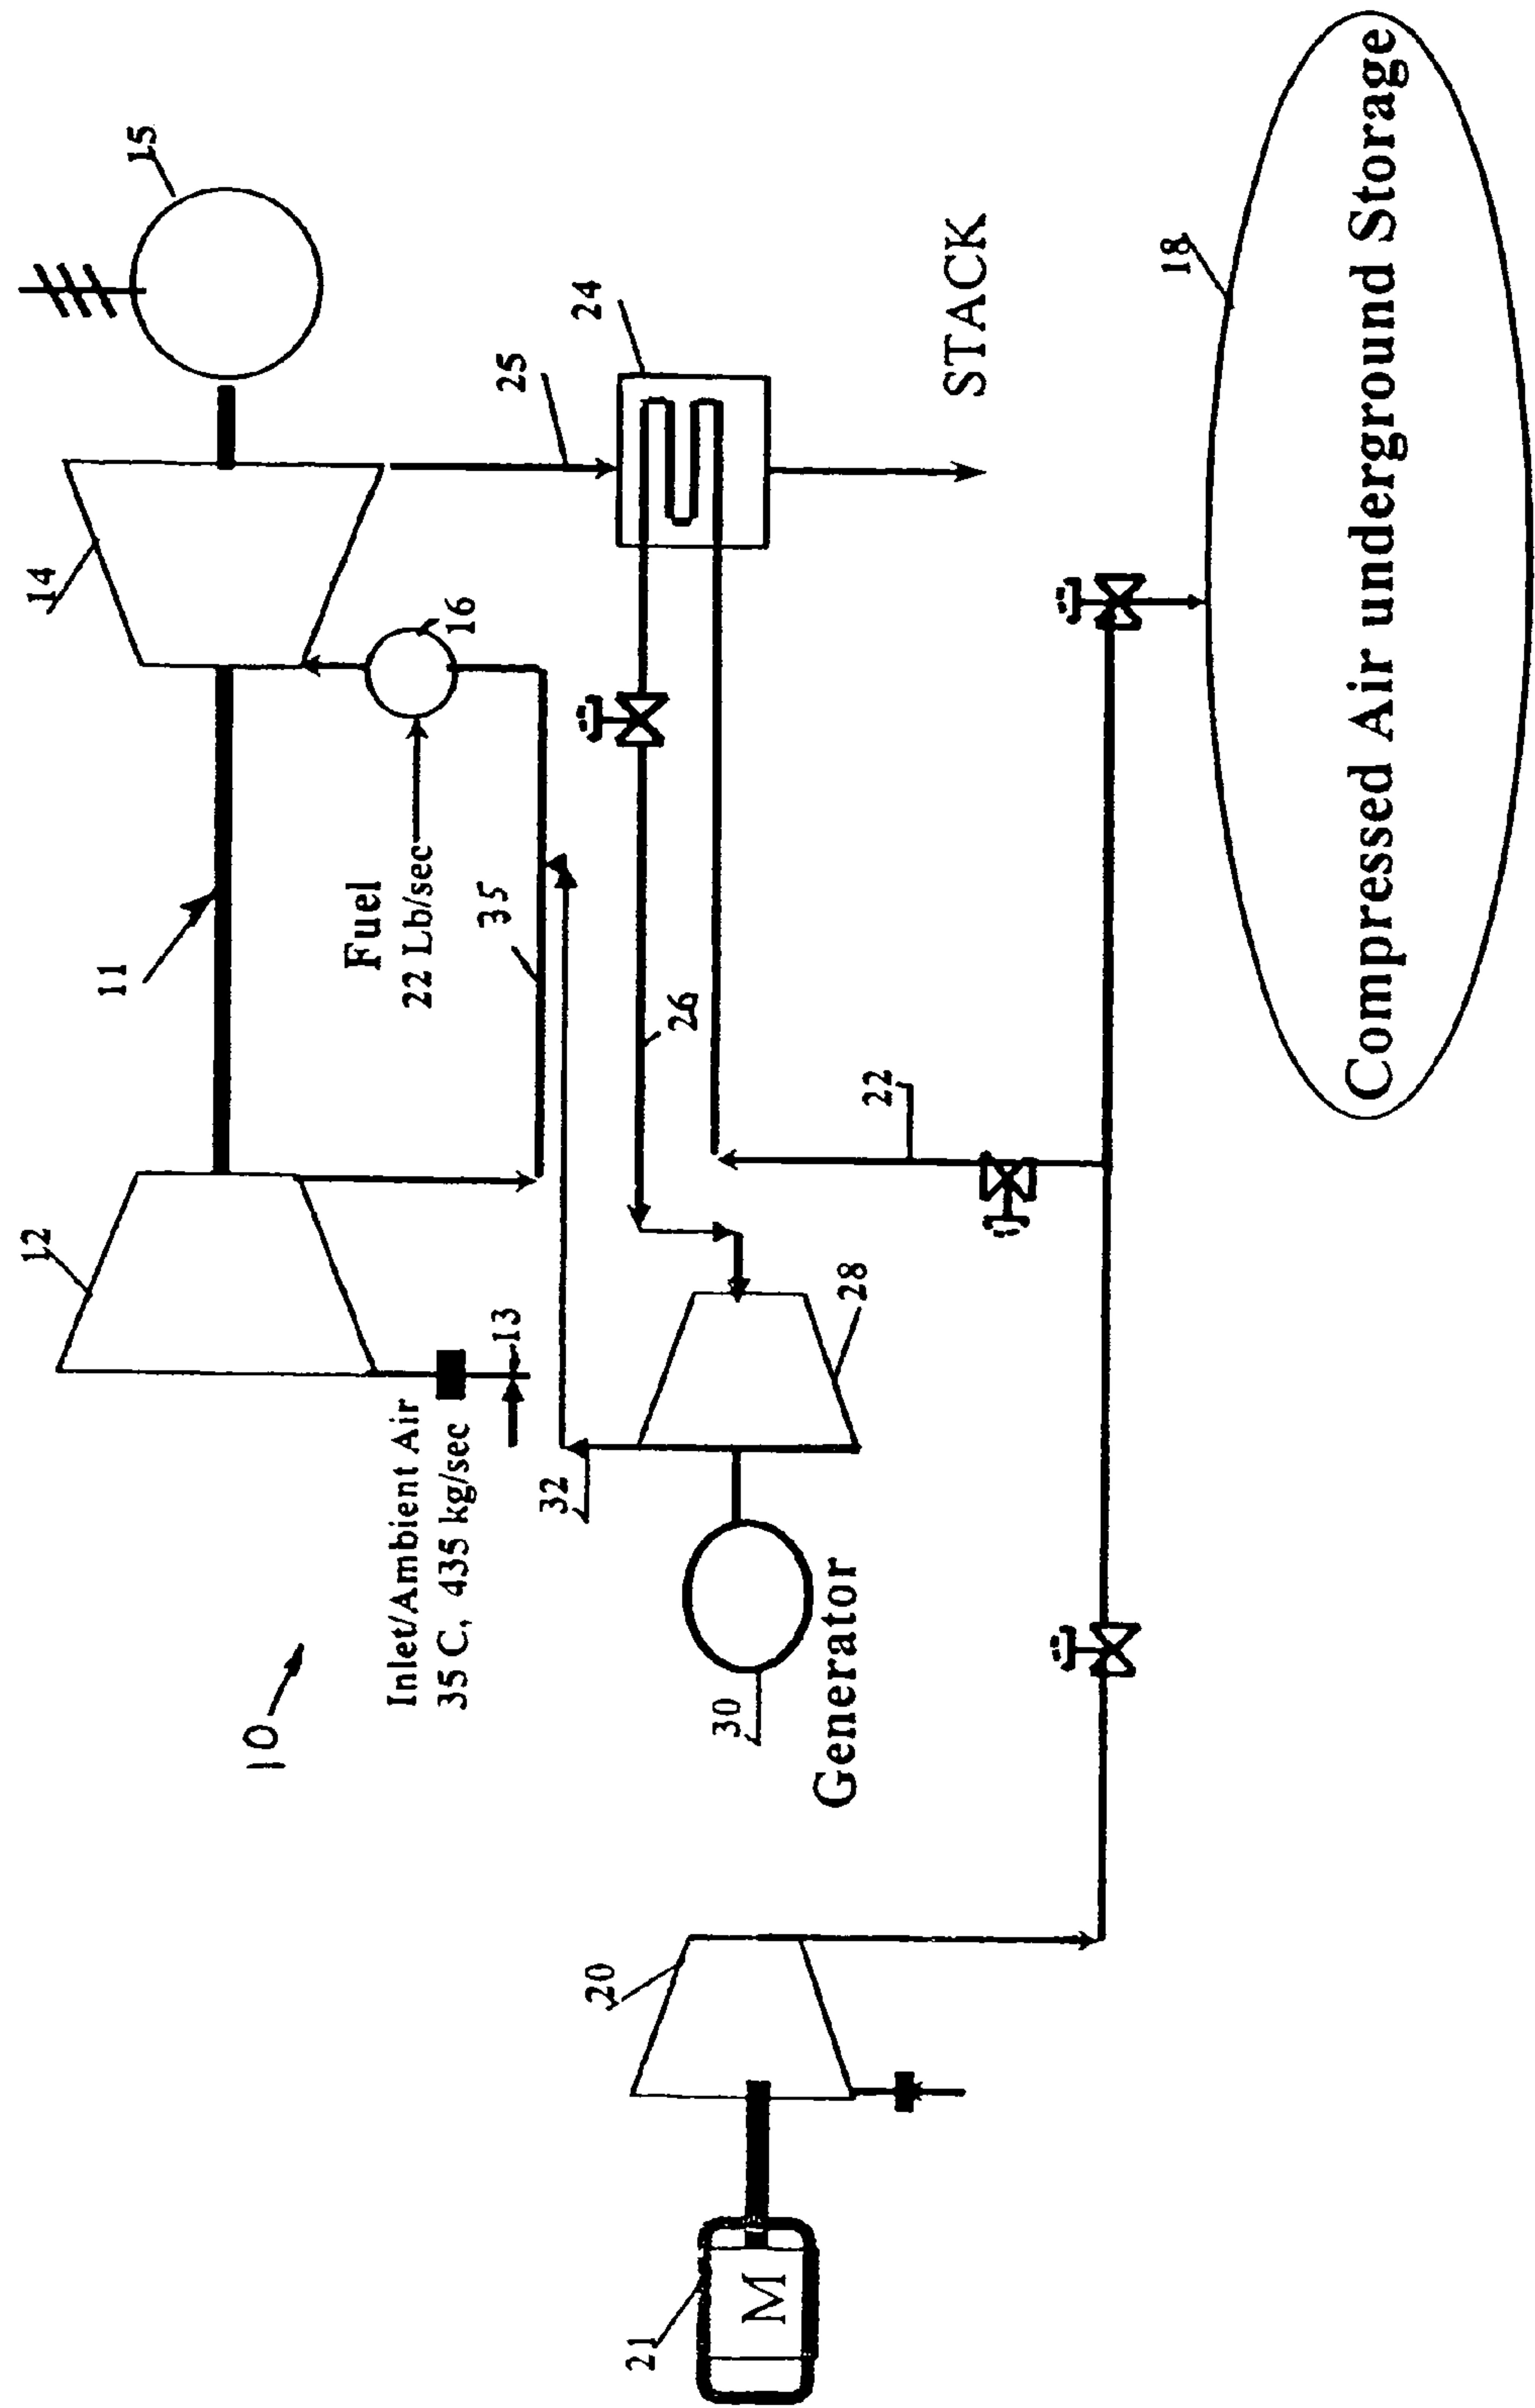 10
11
12
14
15
Inlet/Ambient Air
35 C, 435 kg/sec
13
Fuel
22 Lb/sec
16
35
25
32
24
26
30
Generator
28
21
M
20
22
STACK
18
Compressed Air underground Storage